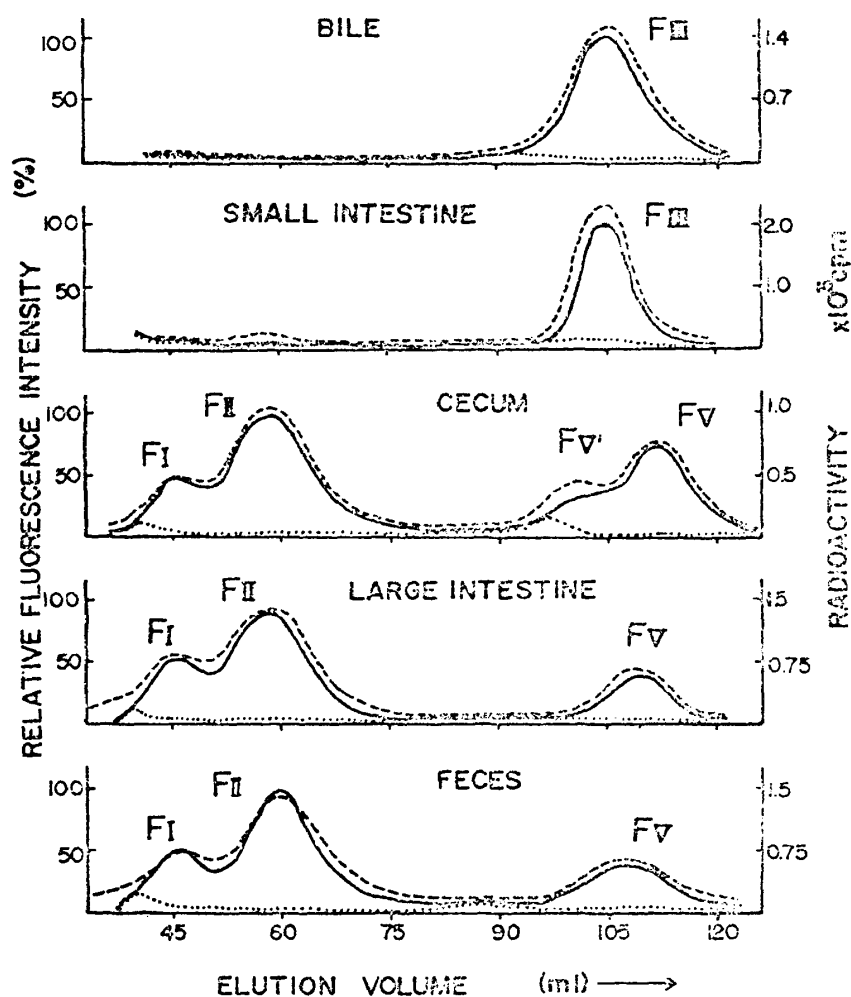 BILE
FIII
100
50
1.4
0.7
SMALL INTESTINE
FIII
100
50
2.0
1.0
CECUM
FI
FII
FV'
FV
100
50
1.0
0.5
LARGE INTESTINE
FI
FII
FV
100
50
1.5
0.75
FECES
FI
FII
FV
100
50
1.5
0.75
45 60 75 90 105 120
ELUTION VOLUME (ml)
RELATIVE FLUORESCENCE INTENSITY (%)
RADIOACTIVITY x10⁵cpm